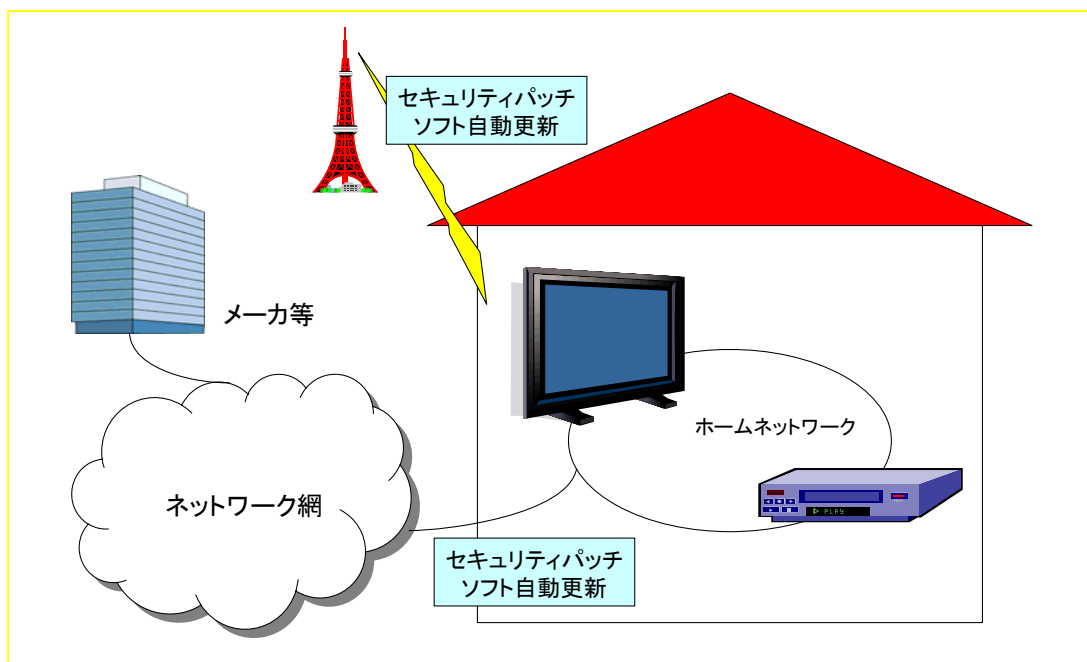 セキュリティパッチ
ソフト自動更新
メーカ等
ホームネットワーク
▷ PLAY
ネットワーク網
セキュリティパッチ
ソフト自動更新